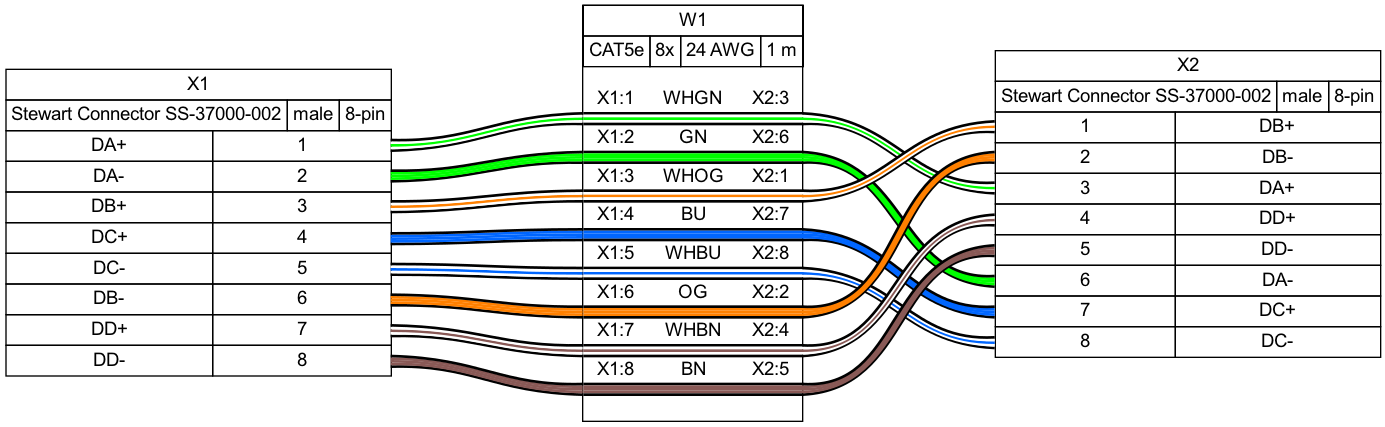 X1
Stewart Connector SS-37000-002 male 8-pin
DA+ 1
DA- 2
DB+ 3
DC+ 4
DC- 5
DB- 6
DD+ 7
DD- 8
W1
CAT5e 8x 24 AWG 1 m
X1:1 WHGN X2:3
X1:2 GN X2:6
X1:3 WHOG X2:1
X1:4 BU X2:7
X1:5 WHBU X2:8
X1:6 OG X2:2
X1:7 WHBN X2:4
X1:8 BN X2:5
X2
Stewart Connector SS-37000-002 male 8-pin
1 DB+
2 DB-
3 DA+
4 DD+
5 DD-
6 DA-
7 DC+
8 DC-